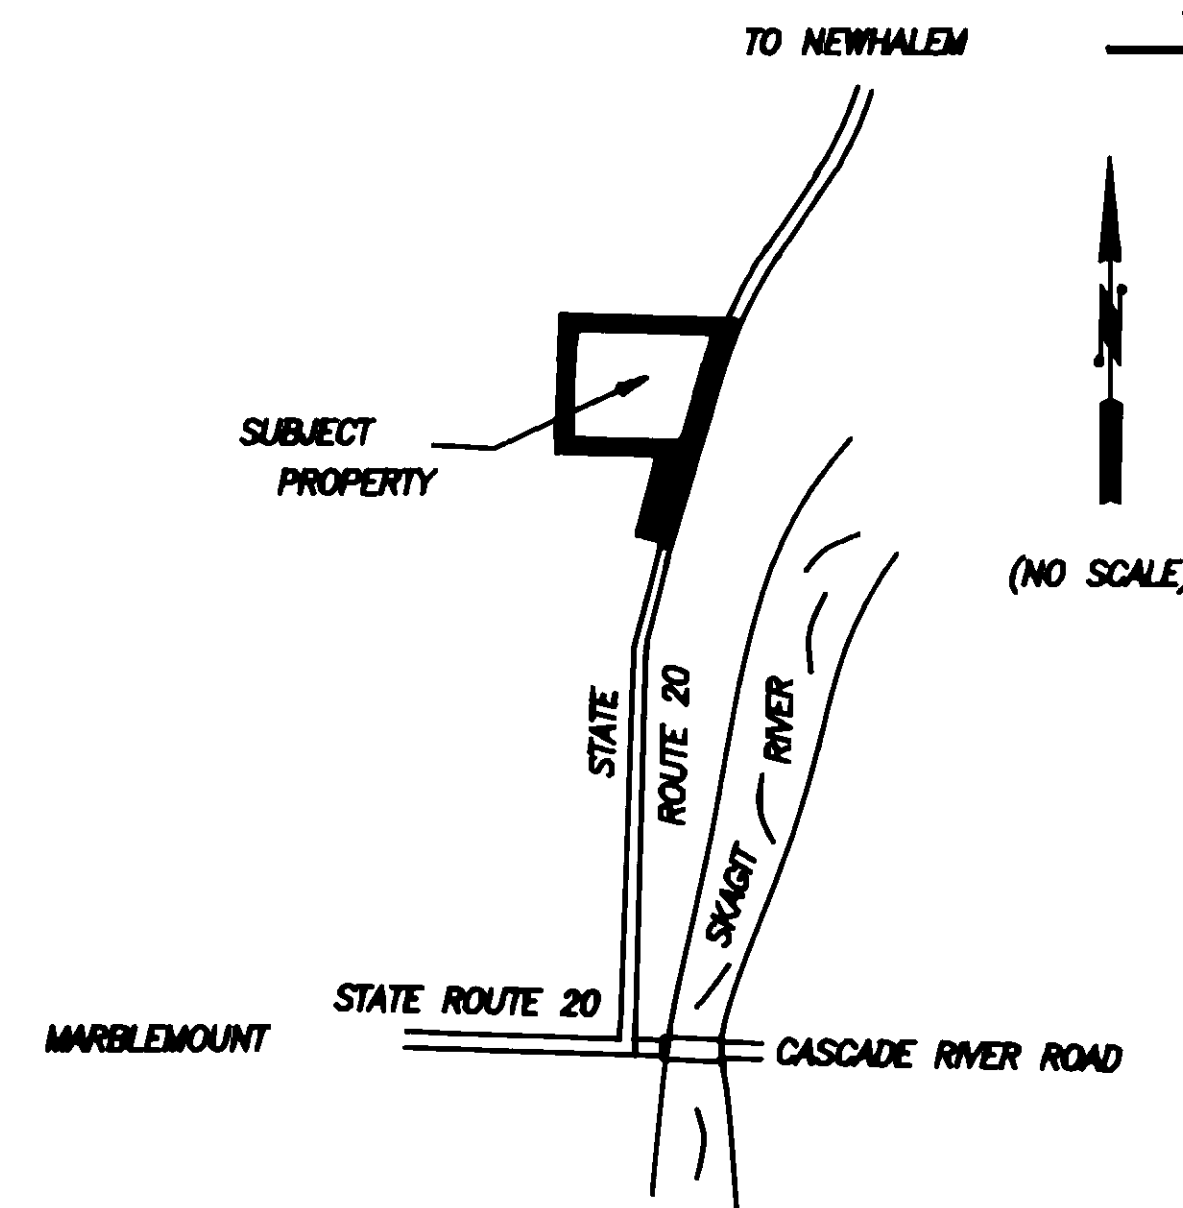 TO NEWHALEM
N
SUBJECT
PROPERTY
(NO SCALE)
STATE
ROUTE 20
SKAGIT RIVER
STATE ROUTE 20
MARBLEMOUNT
CASCADE RIVER ROAD